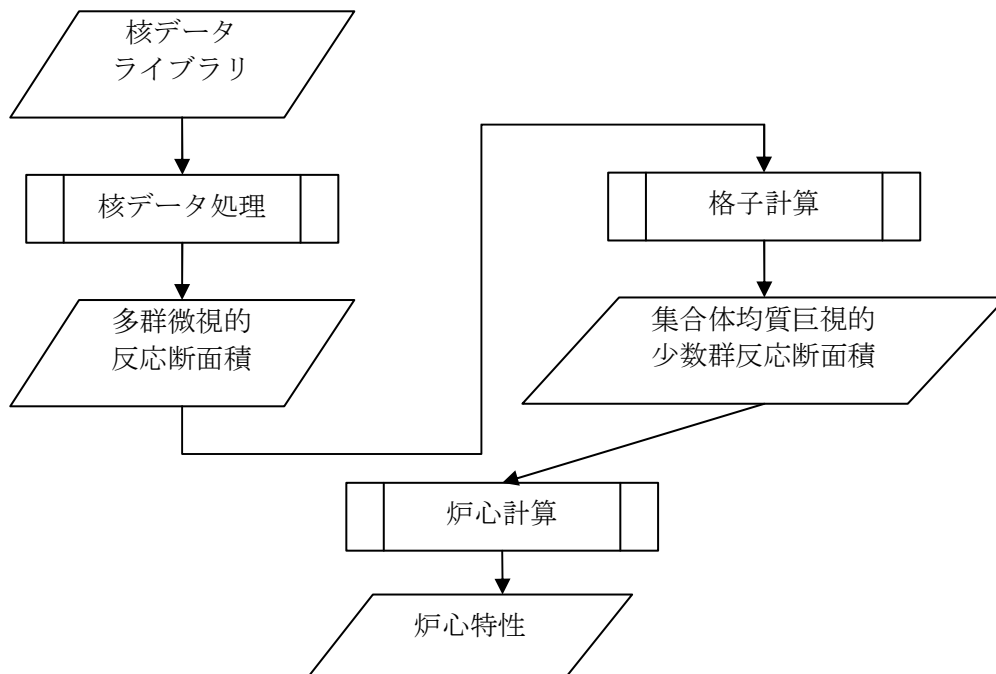 核データ
ライブラリ
核データ処理
多群微視的
反応断面積
格子計算
集合体均質巨視的
少数群反応断面積
炉心計算
炉心特性